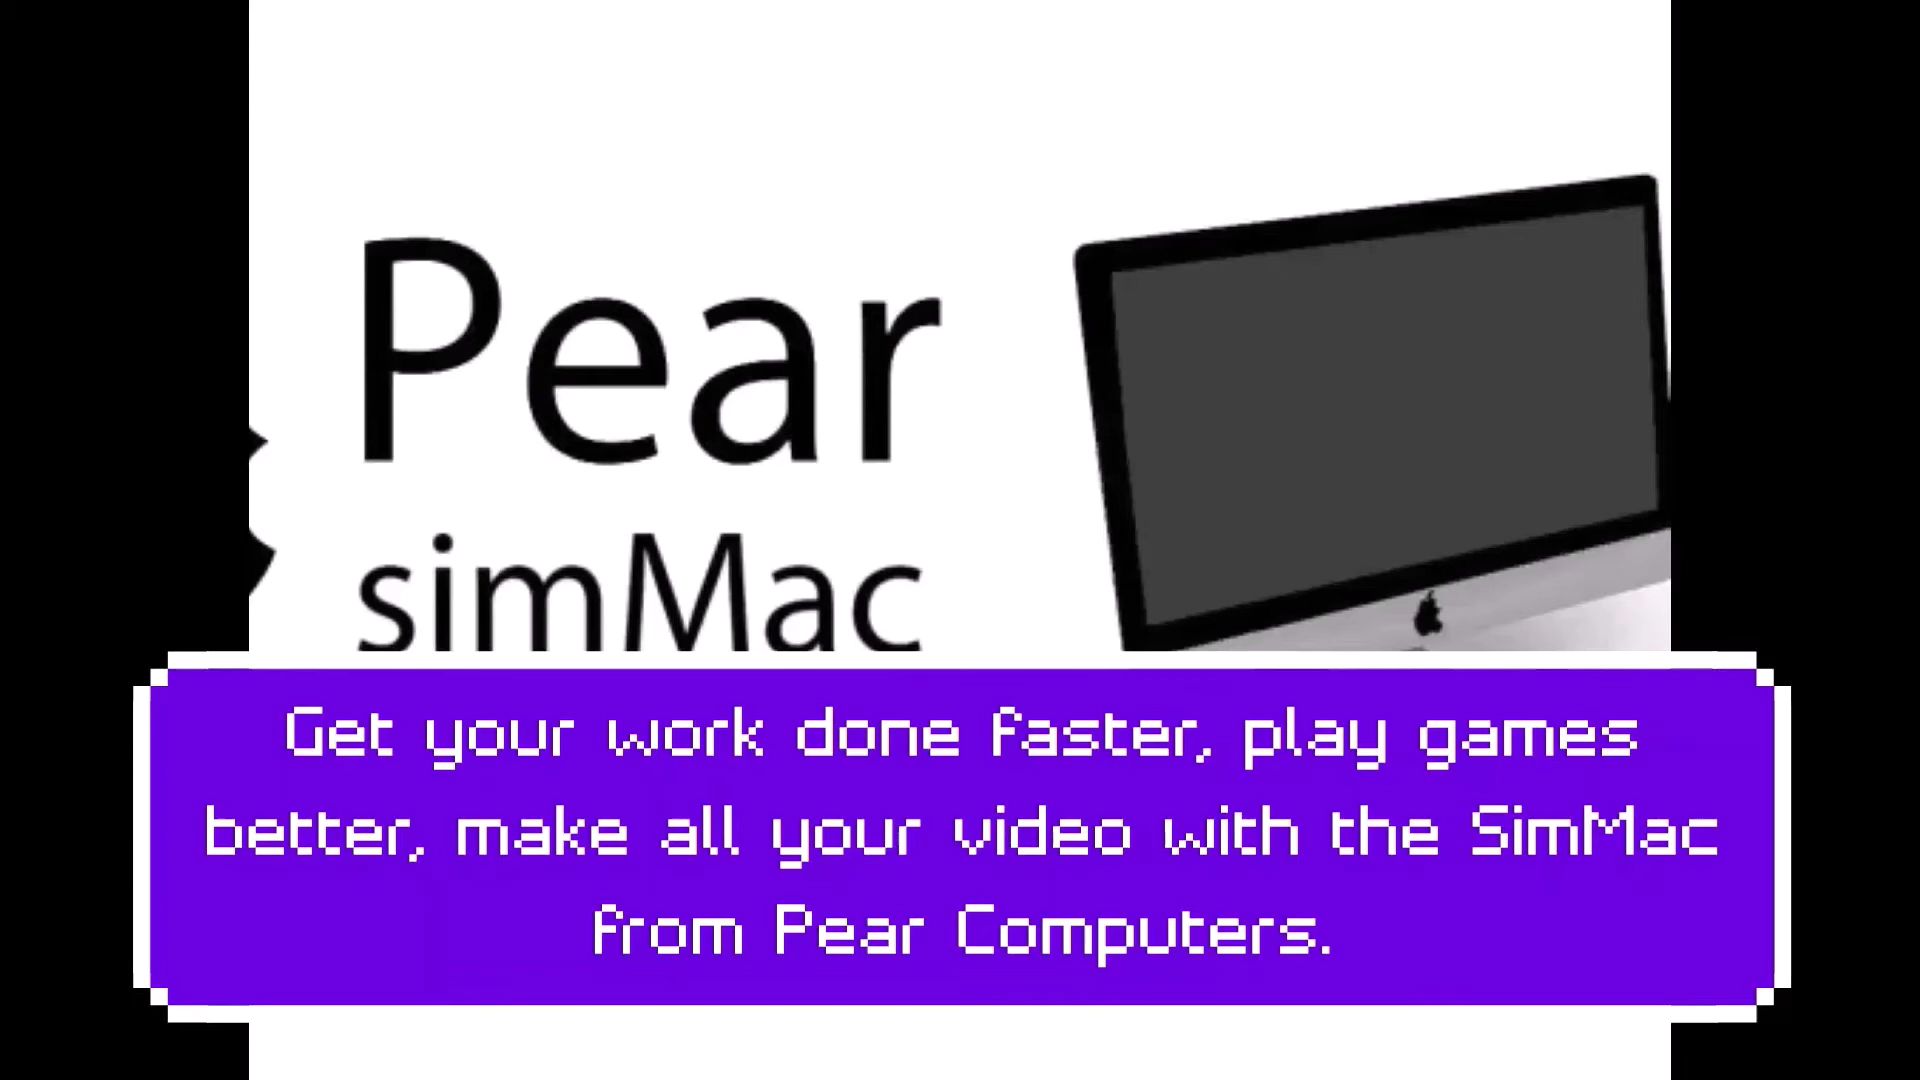 Pear
simMac
Get your work done faster, play games
better, make all your video with the SimMac
from Pear Computers.